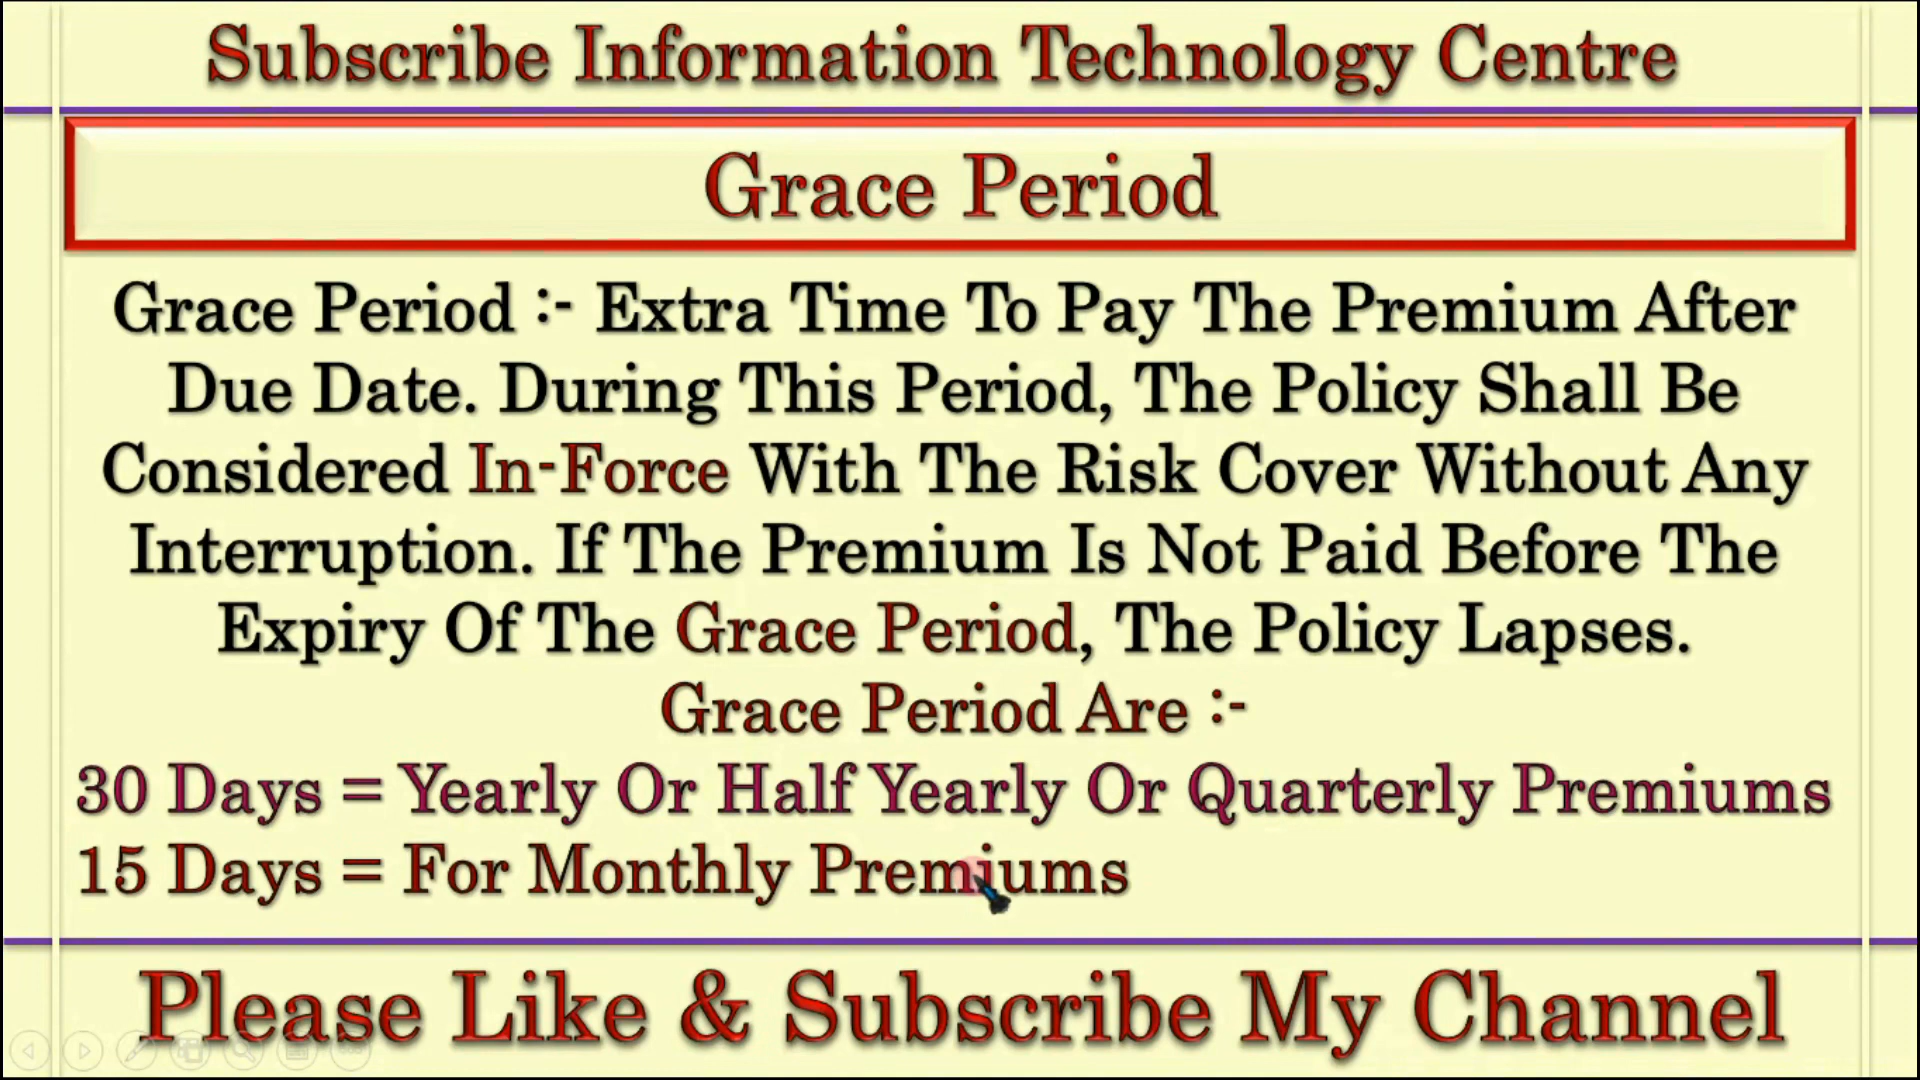 Subscribe Information Technology Centre
Grace Period
Grace Period :- Extra Time To Pay The Premium After
Due Date. During This Period, The Policy Shall Be
Considered In-Force With The Risk Cover Without Any
Interruption. If The Premium Is Not Paid Before The
Expiry Of The Grace Period, The Policy Lapses.
Grace Period Are :-
30 Days = Yearly Or Half Yearly Or Quarterly Premiums
15 Days = For Monthly Premiums
Please Like & Subscribe My Channel